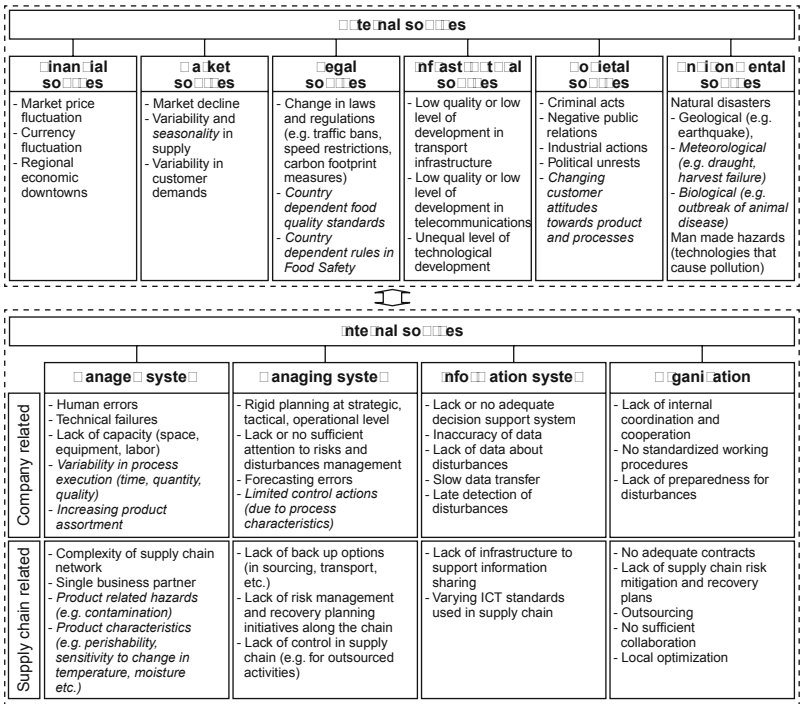 - Market price
fluctuation
- Currency
fluctuation
- Regional
economic
downtowns
- Market decline
- Variability and
seasonality in
supply
- Variability in
customer
demands
- Change in laws
and regulations
(e.g. traffic bans,
speed restrictions,
carbon footprint
measures)
- Country
dependent food
quality standards
- Country
dependent rules in
Food Safety
- Low quality or low
level of
development in
transport
infrastructure
- Low quality or low
level of
development in
telecommunications
- Unequal level of
technological
development
- Criminal acts
- Negative public
relations
- Industrial actions
- Political unrests
- Changing
customer
attitudes
towards product
and processes
Natural disasters
- Geological (e.g.
earthquake),
- Meteorological
(e.g. draught,
harvest failure)
- Biological (e.g.
outbreak of animal
disease)
Man made hazards
(technologies that
cause pollution)
Company related
- Human errors
- Technical failures
- Lack of capacity (space,
equipment, labor)
- Variability in process
execution (time, quantity,
quality)
- Increasing product
assortment
- Rigid planning at strategic,
tactical, operational level
- Lack or no sufficient
attention to risks and
disturbances management
- Forecasting errors
- Limited control actions
(due to process
characteristics)
- Lack or no adequate
decision support system
- Inaccuracy of data
- Lack of data about
disturbances
- Slow data transfer
- Late detection of
disturbances
- Lack of internal
coordination and
cooperation
- No standardized working
procedures
- Lack of preparedness for
disturbances
Supply chain related
- Complexity of supply chain
network
- Single business partner
- Product related hazards
(e.g. contamination)
- Product characteristics
(e.g. perishability,
sensitivity to change in
temperature, moisture
etc.)
- Lack of back up options
(in sourcing, transport,
etc.)
- Lack of risk management
and recovery planning
initiatives along the chain
- Lack of control in supply
chain (e.g. for outsourced
activities)
- Lack of infrastructure to
support information
sharing
- Varying ICT standards
used in supply chain
- No adequate contracts
- Lack of supply chain risk
mitigation and recovery
plans
- Outsourcing
- No sufficient
collaboration
- Local optimization